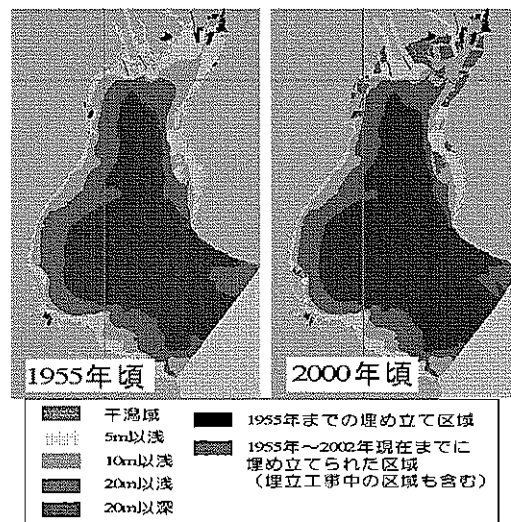 1955年頃
2000年頃
干潟域
5m以浅
10m以浅
20m以浅
20m以深
1955年までの埋め立て区域
1955年～2002年現在までに
埋め立てられた区域
（埋立工事中の区域も含む）